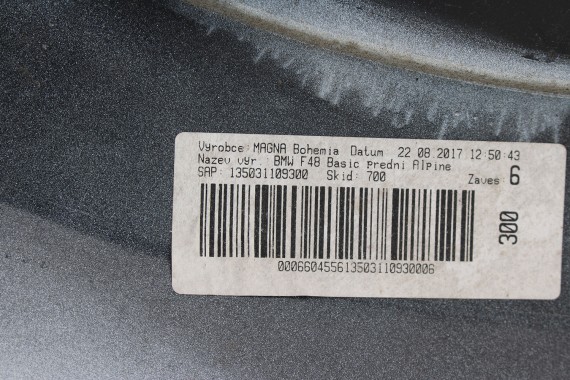 Vyrobce: MAGNA Bohemia Datum: 22 08.2017 12:50:43
Nazev vyr.: BMW F48 Basic predni Alpine
SAP: 135031109300 Skid: 700
Zaves 6
300
000660455613503110930006